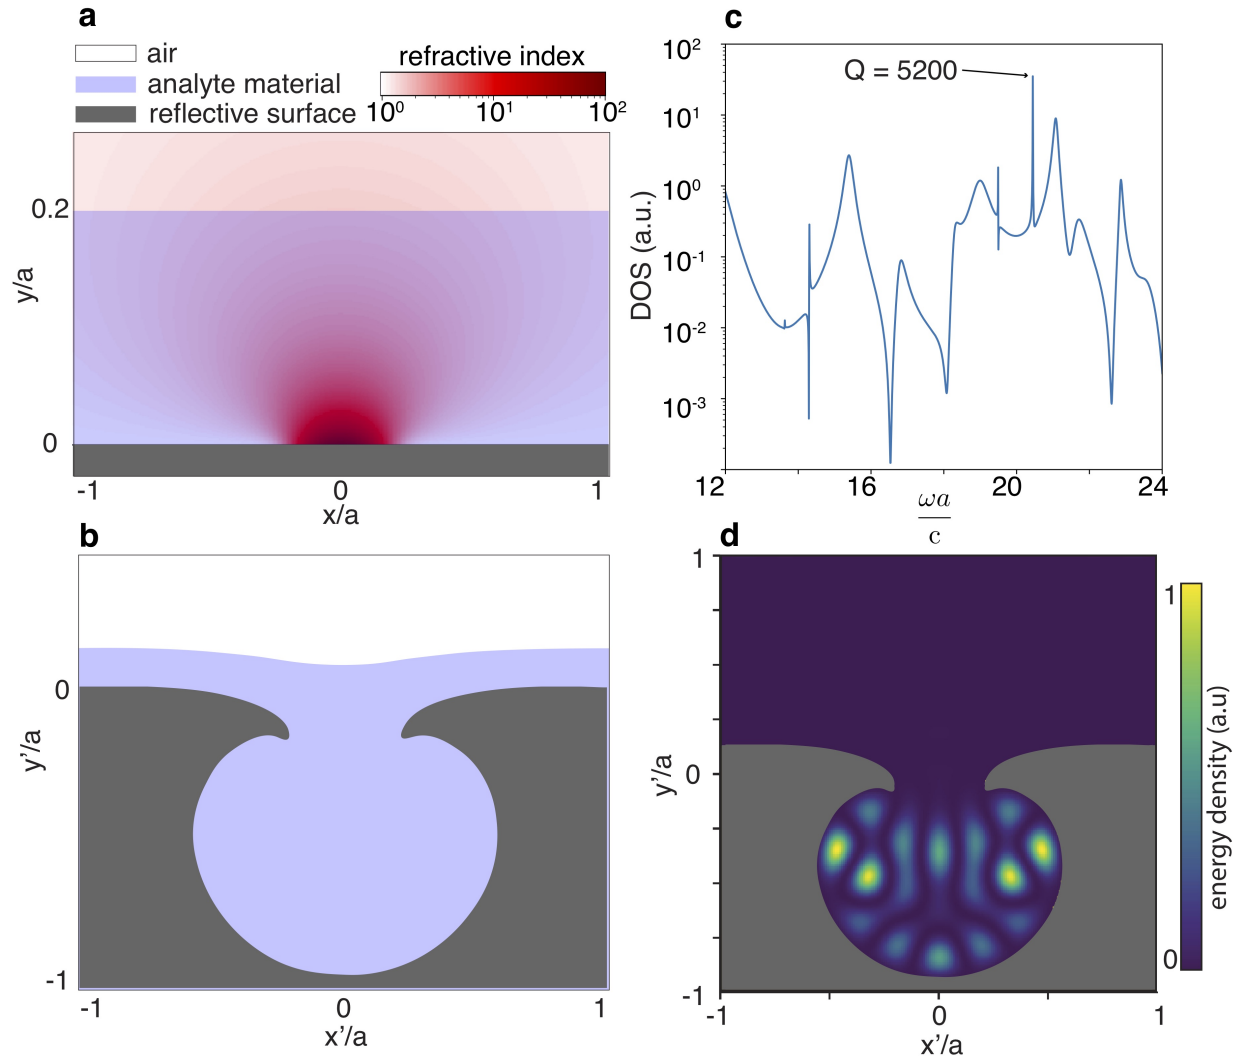 a
air
analyte material
reflective surface
refractive index
10⁰ 10¹ 10²
0.2
0
y/a
-1 0 1
x/a
b
0
-1
y'/a
-1 0 1
x'/a
c
Q = 5200
10²
10¹
10⁰
10⁻¹
10⁻²
10⁻³
DOS (a.u.)
12 16 20 24
ωa
c
d
1
0
-1
y'/a
-1 0 1
x'/a
1
0
energy density (a.u)